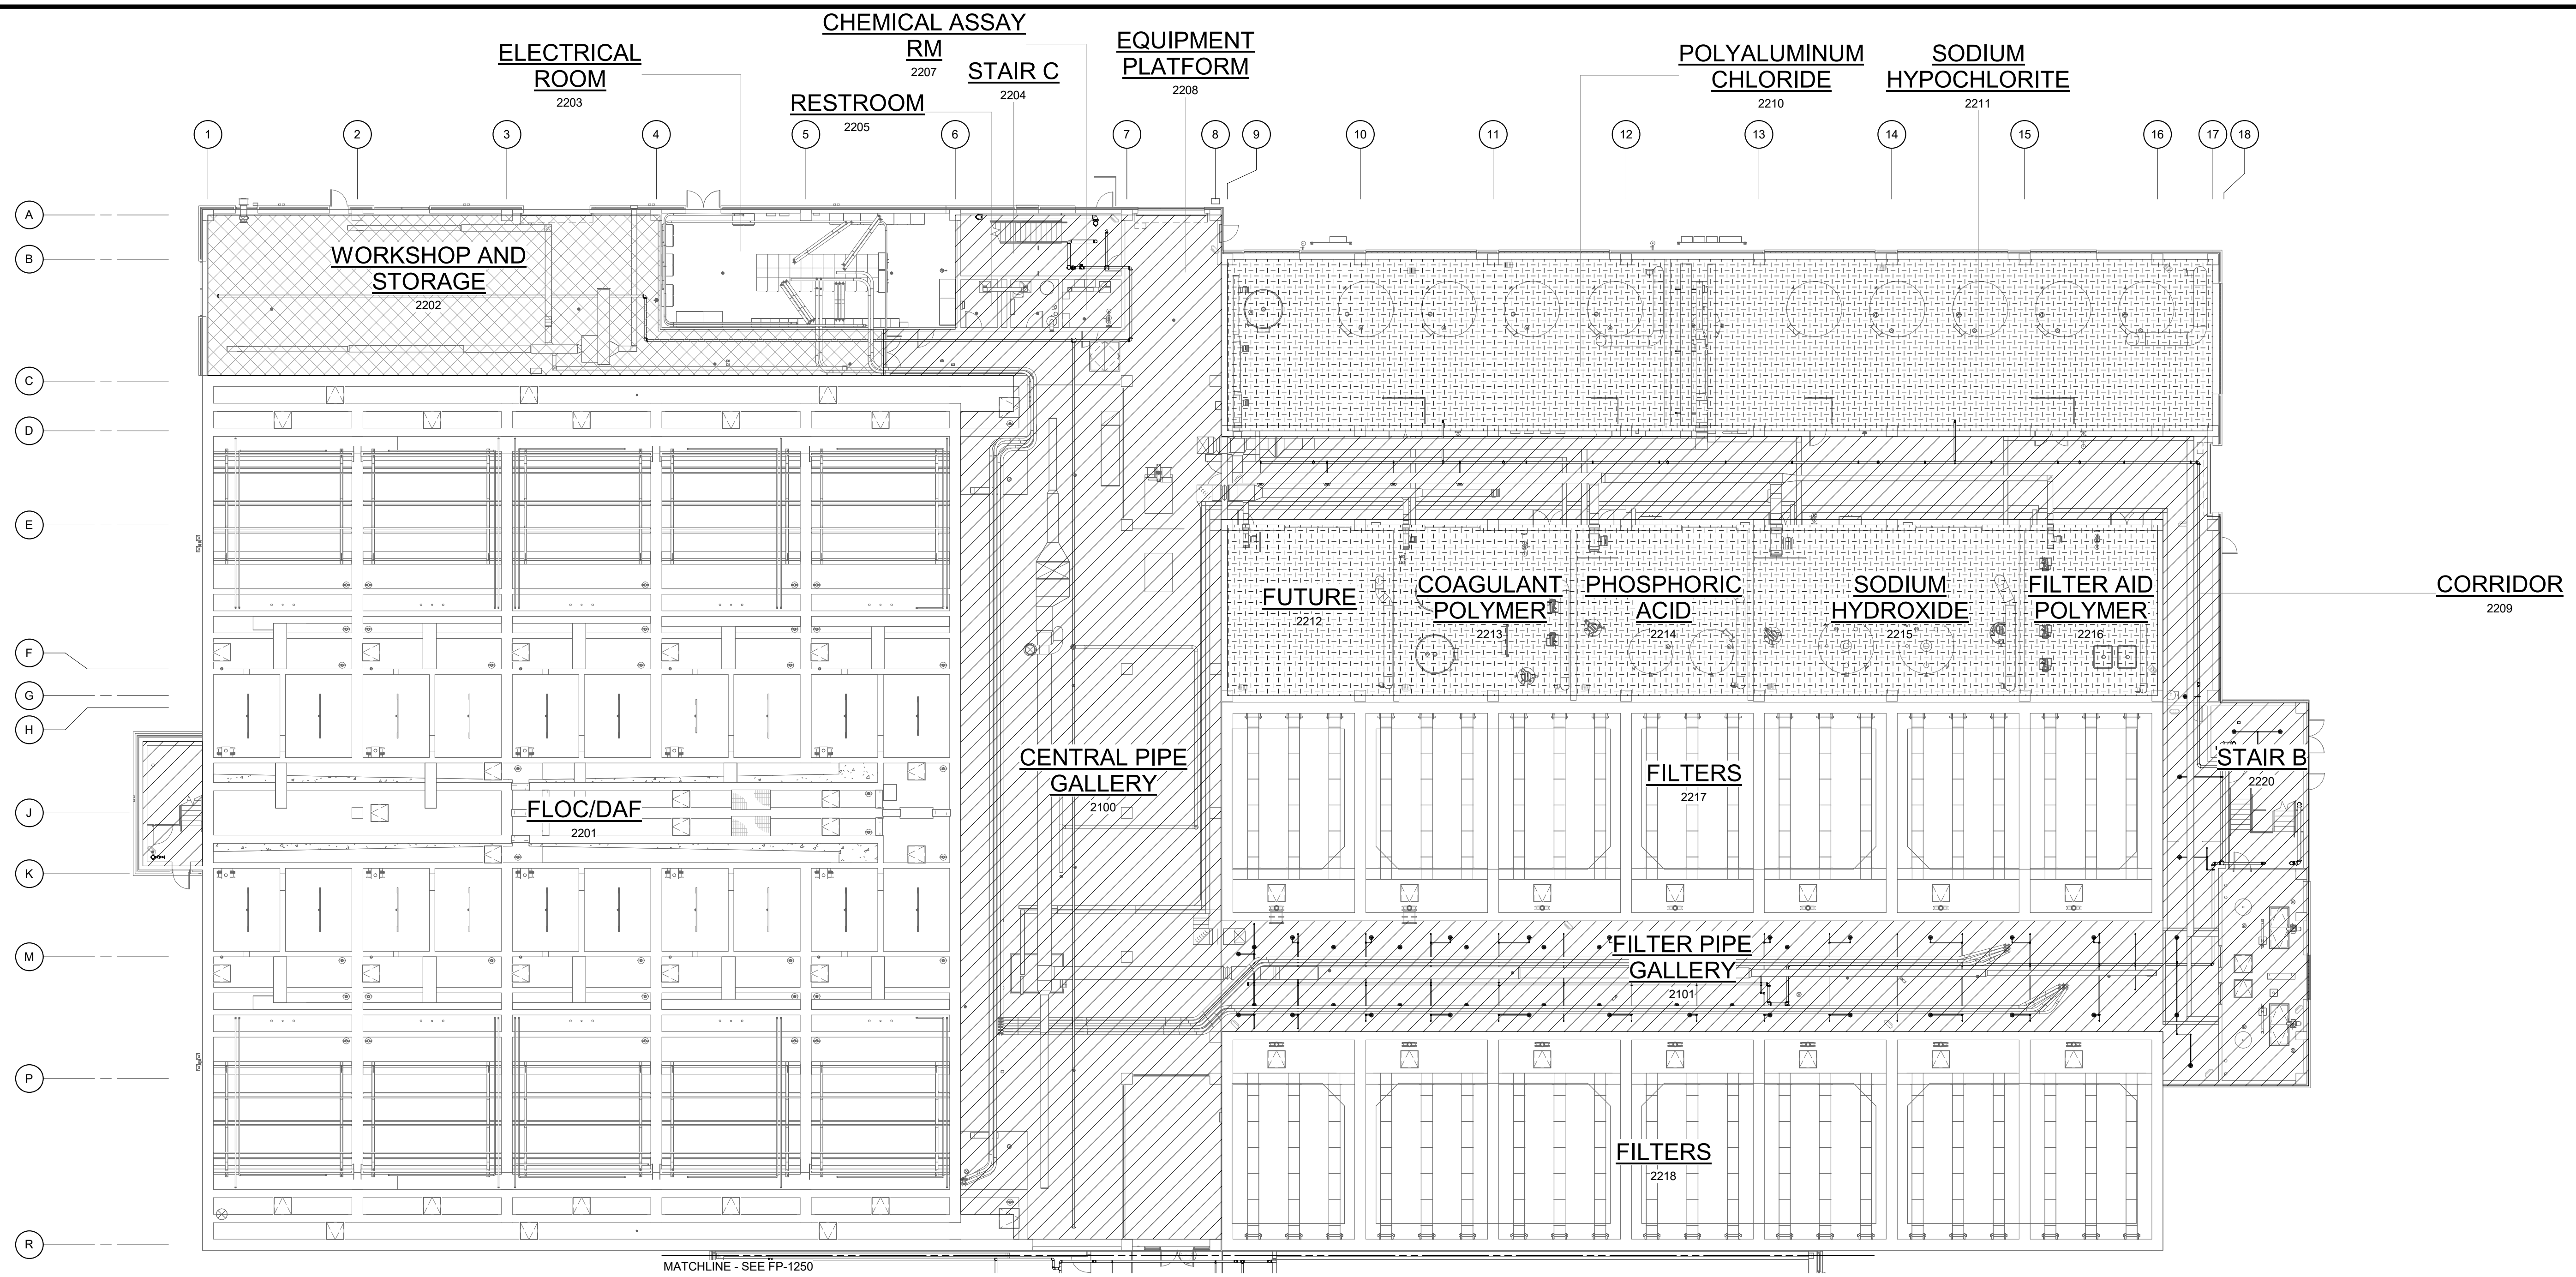 CHEMICAL ASSAY
RM
2207
ELECTRICAL
ROOM
2203
STAIR C
2204
EQUIPMENT
PLATFORM
2208
POLYALUMINUM
CHLORIDE
2210
SODIUM
HYPOCHLORITE
2211
RESTROOM
2205
1
2
3
4
5
6
7
8
9
10
11
12
13
14
15
16
17
18
A
B
C
D
E
F
G
H
J
K
M
P
R
WORKSHOP AND
STORAGE
2202
FUTURE
2212
COAGULANT
POLYMER
2213
PHOSPHORIC
ACID
2214
SODIUM
HYDROXIDE
2215
FILTER AID
POLYMER
2216
CORRIDOR
2209
FLOC/DAF
2201
CENTRAL PIPE
GALLERY
2100
FILTERS
2217
STAIR B
2220
FILTER PIPE
GALLERY
2101
FILTERS
2218
MATCHLINE - SEE FP-1250